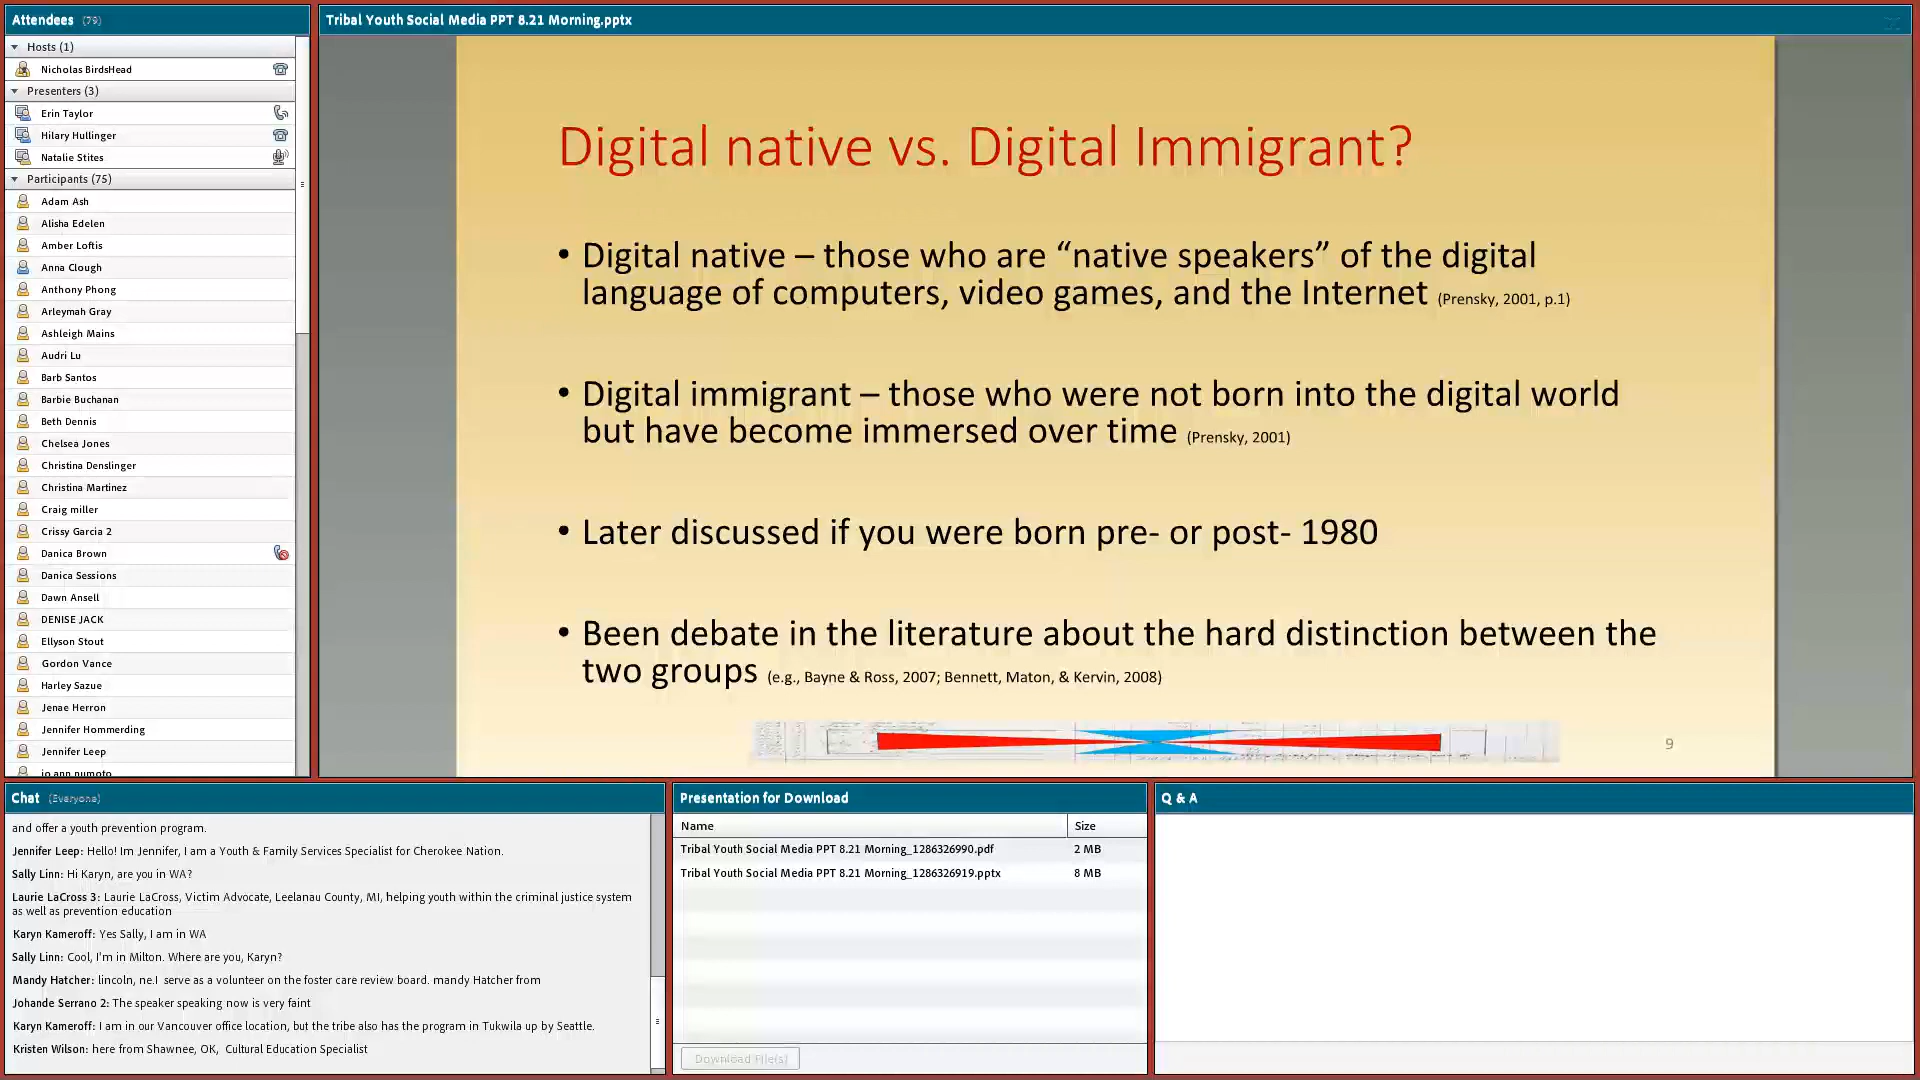 Attendees (79)
Hosts (1)
Nicholas BirdsHead
Presenters (3)
Erin Taylor
Hilary Hullinger
Natalie Stites
Participants (75)
Adam Ash
Alisha Edelen
Amber Loftis
Anna Clough
Anthony Phong
Arleymah Gray
Ashleigh Mains
Audri Lu
Barb Santos
Barbie Buchanan
Beth Dennis
Chelsea Jones
Christina Denslinger
Christina Martinez
Craig miller
Crissy Garcia 2
Danica Brown
Danica Sessions
Dawn Ansell
DENISE JACK
Ellyson Stout
Gordon Vance
Harley Sazue
Jenae Herron
Jennifer Hommerding
Jennifer Leep
jo ann numoto
Tribal Youth Social Media PPT 8.21 Morning.pptx
Digital native vs. Digital Immigrant?
• Digital native – those who are “native speakers” of the digital
language of computers, video games, and the Internet (Prensky, 2001, p.1)
• Digital immigrant – those who were not born into the digital world
but have become immersed over time (Prensky, 2001)
• Later discussed if you were born pre- or post- 1980
• Been debate in the literature about the hard distinction between the
two groups (e.g., Bayne & Ross, 2007; Bennett, Maton, & Kervin, 2008)
9
Chat (Everyone)
and offer a youth prevention program.
Jennifer Leep: Hello! Im Jennifer, I am a Youth & Family Services Specialist for Cherokee Nation.
Sally Linn: Hi Karyn, are you in WA?
Laurie LaCross 3: Laurie LaCross, Victim Advocate, Leelanau County, MI, helping youth within the criminal justice system
as well as prevention education
Karyn Kameroff: Yes Sally, I am in WA
Sally Linn: Cool, I'm in Milton. Where are you, Karyn?
Mandy Hatcher: lincoln, ne.I serve as a volunteer on the foster care review board. mandy Hatcher from
Johande Serrano 2: The speaker speaking now is very faint
Karyn Kameroff: I am in our Vancouver office location, but the tribe also has the program in Tukwila up by Seattle.
Kristen Wilson: here from Shawnee, OK, Cultural Education Specialist
Presentation for Download
Name Size
Tribal Youth Social Media PPT 8.21 Morning_1286326990.pdf 2 MB
Tribal Youth Social Media PPT 8.21 Morning_1286326919.pptx 8 MB
Download File(s)
Q & A